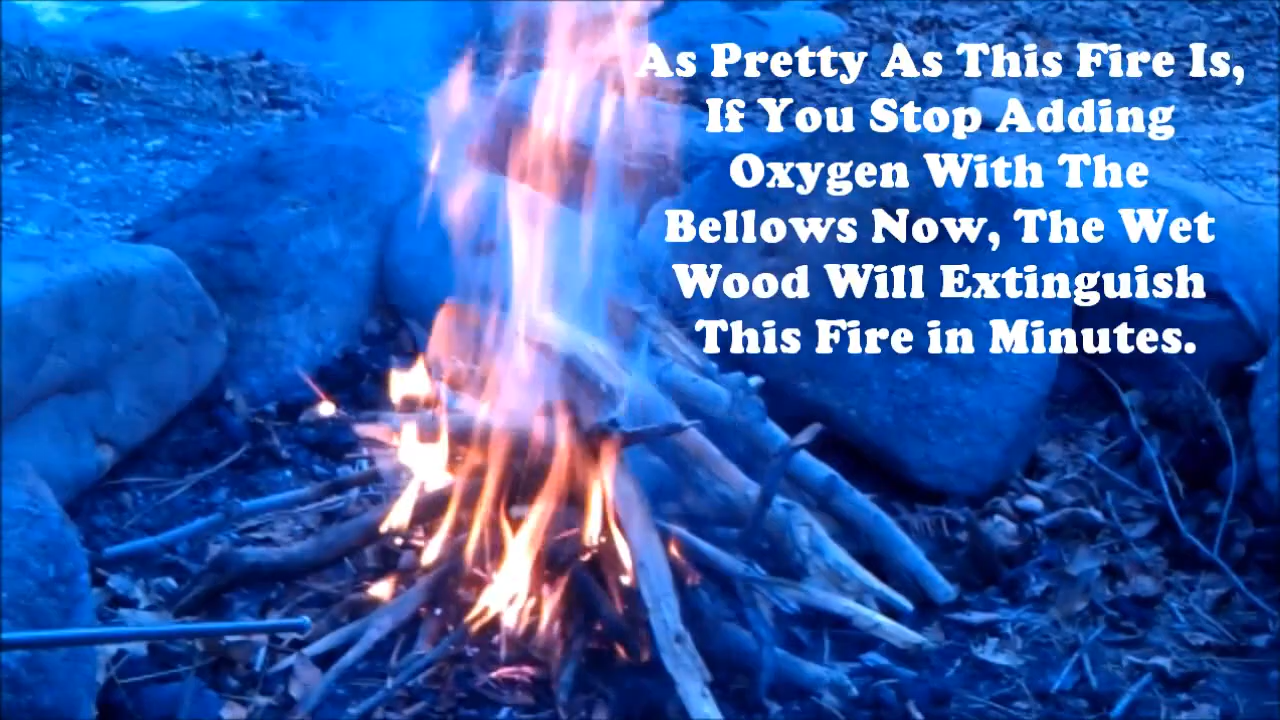 As Pretty As This Fire Is,
If You Stop Adding
Oxygen With The
Bellows Now, The Wet
Wood Will Extinguish
This Fire in Minutes.